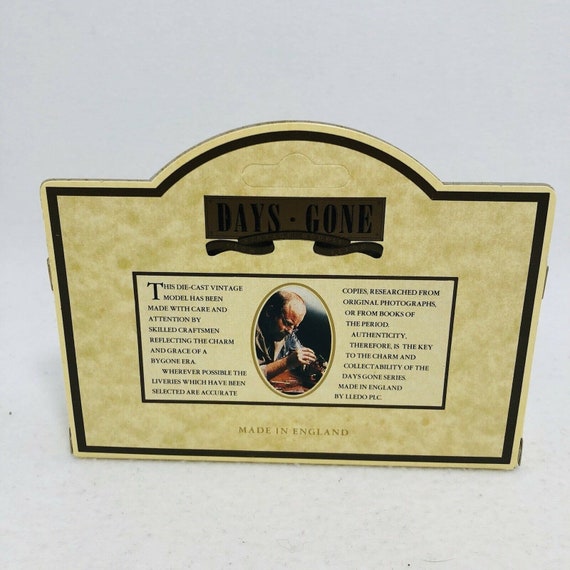 DAYS · GONE
THIS DIE-CAST VINTAGE
MODEL HAS BEEN
MADE WITH CARE AND
ATTENTION BY
SKILLED CRAFTSMEN
REFLECTING THE CHARM
AND GRACE OF A
BYGONE ERA.
WHEREVER POSSIBLE THE
LIVERIES WHICH HAVE BEEN
SELECTED ARE ACCURATE
COPIES, RESEARCHED FROM
ORIGINAL PHOTOGRAPHS,
OR FROM BOOKS OF
THE PERIOD.
AUTHENTICITY,
THEREFORE, IS THE KEY
TO THE CHARM AND
COLLECTABILITY OF THE
DAYS GONE SERIES.
MADE IN ENGLAND
BY LLEDO PLC.
MADE IN ENGLAND